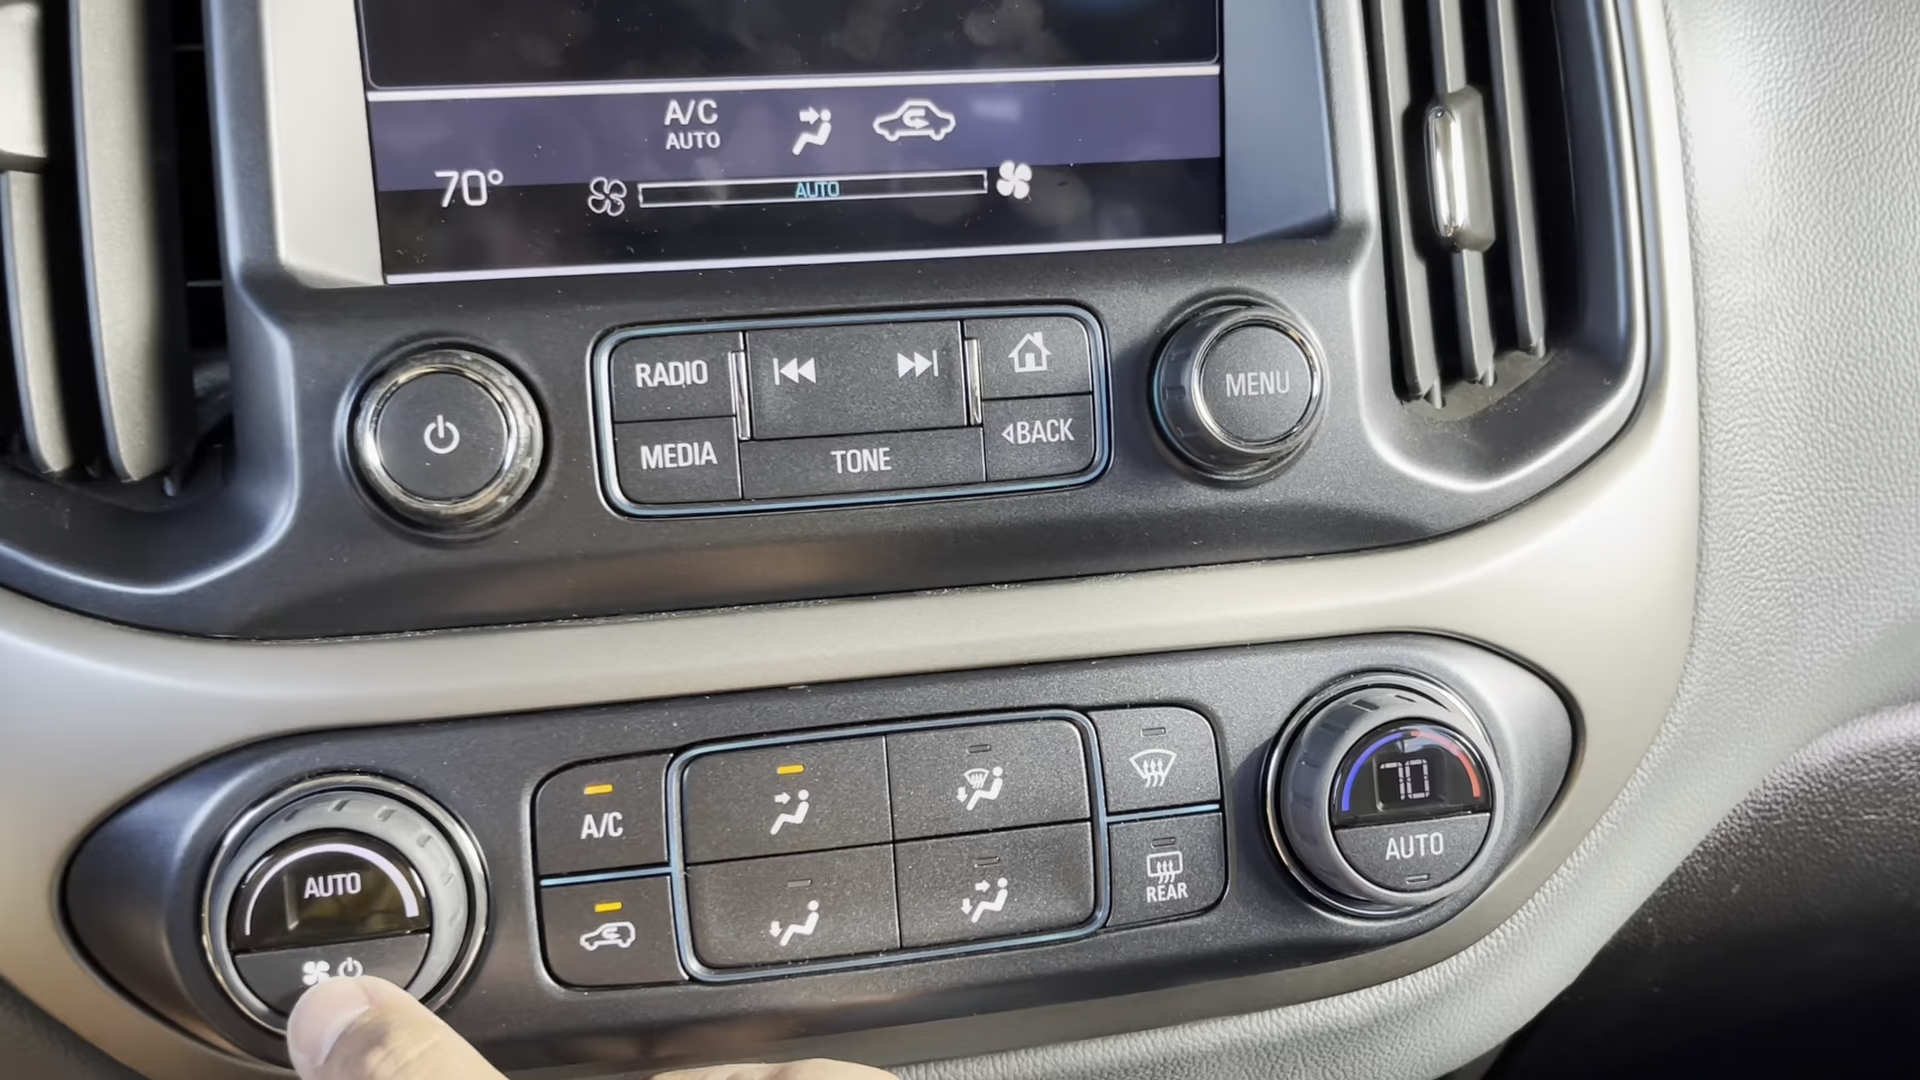 A/C
AUTO
70°
AUTO
RADIO
MEDIA
TONE
BACK
MENU
A/C
AUTO
REAR
70
AUTO